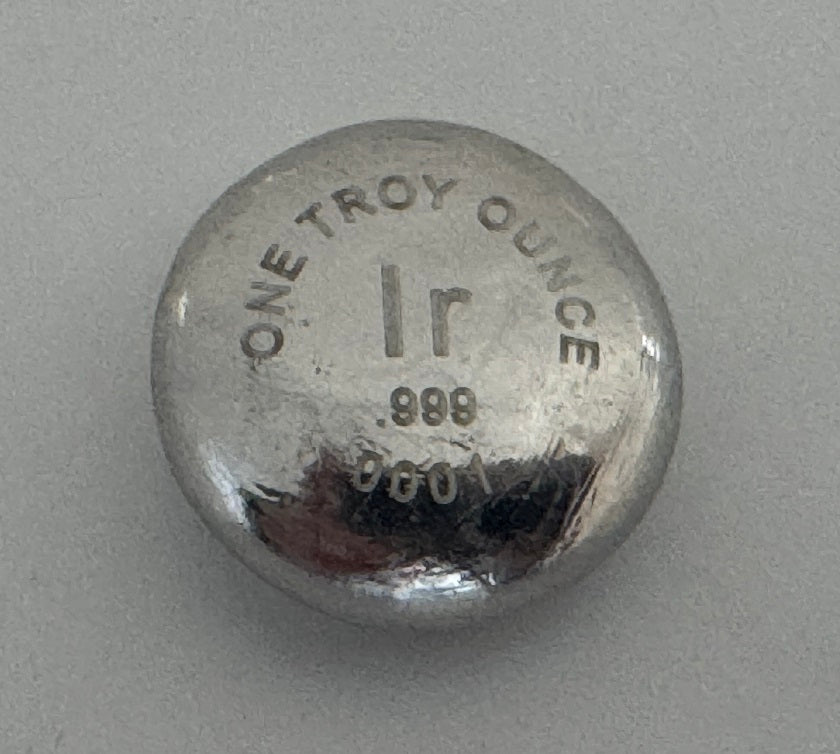 ONE TROY OUNCE
Ir
.999
0001